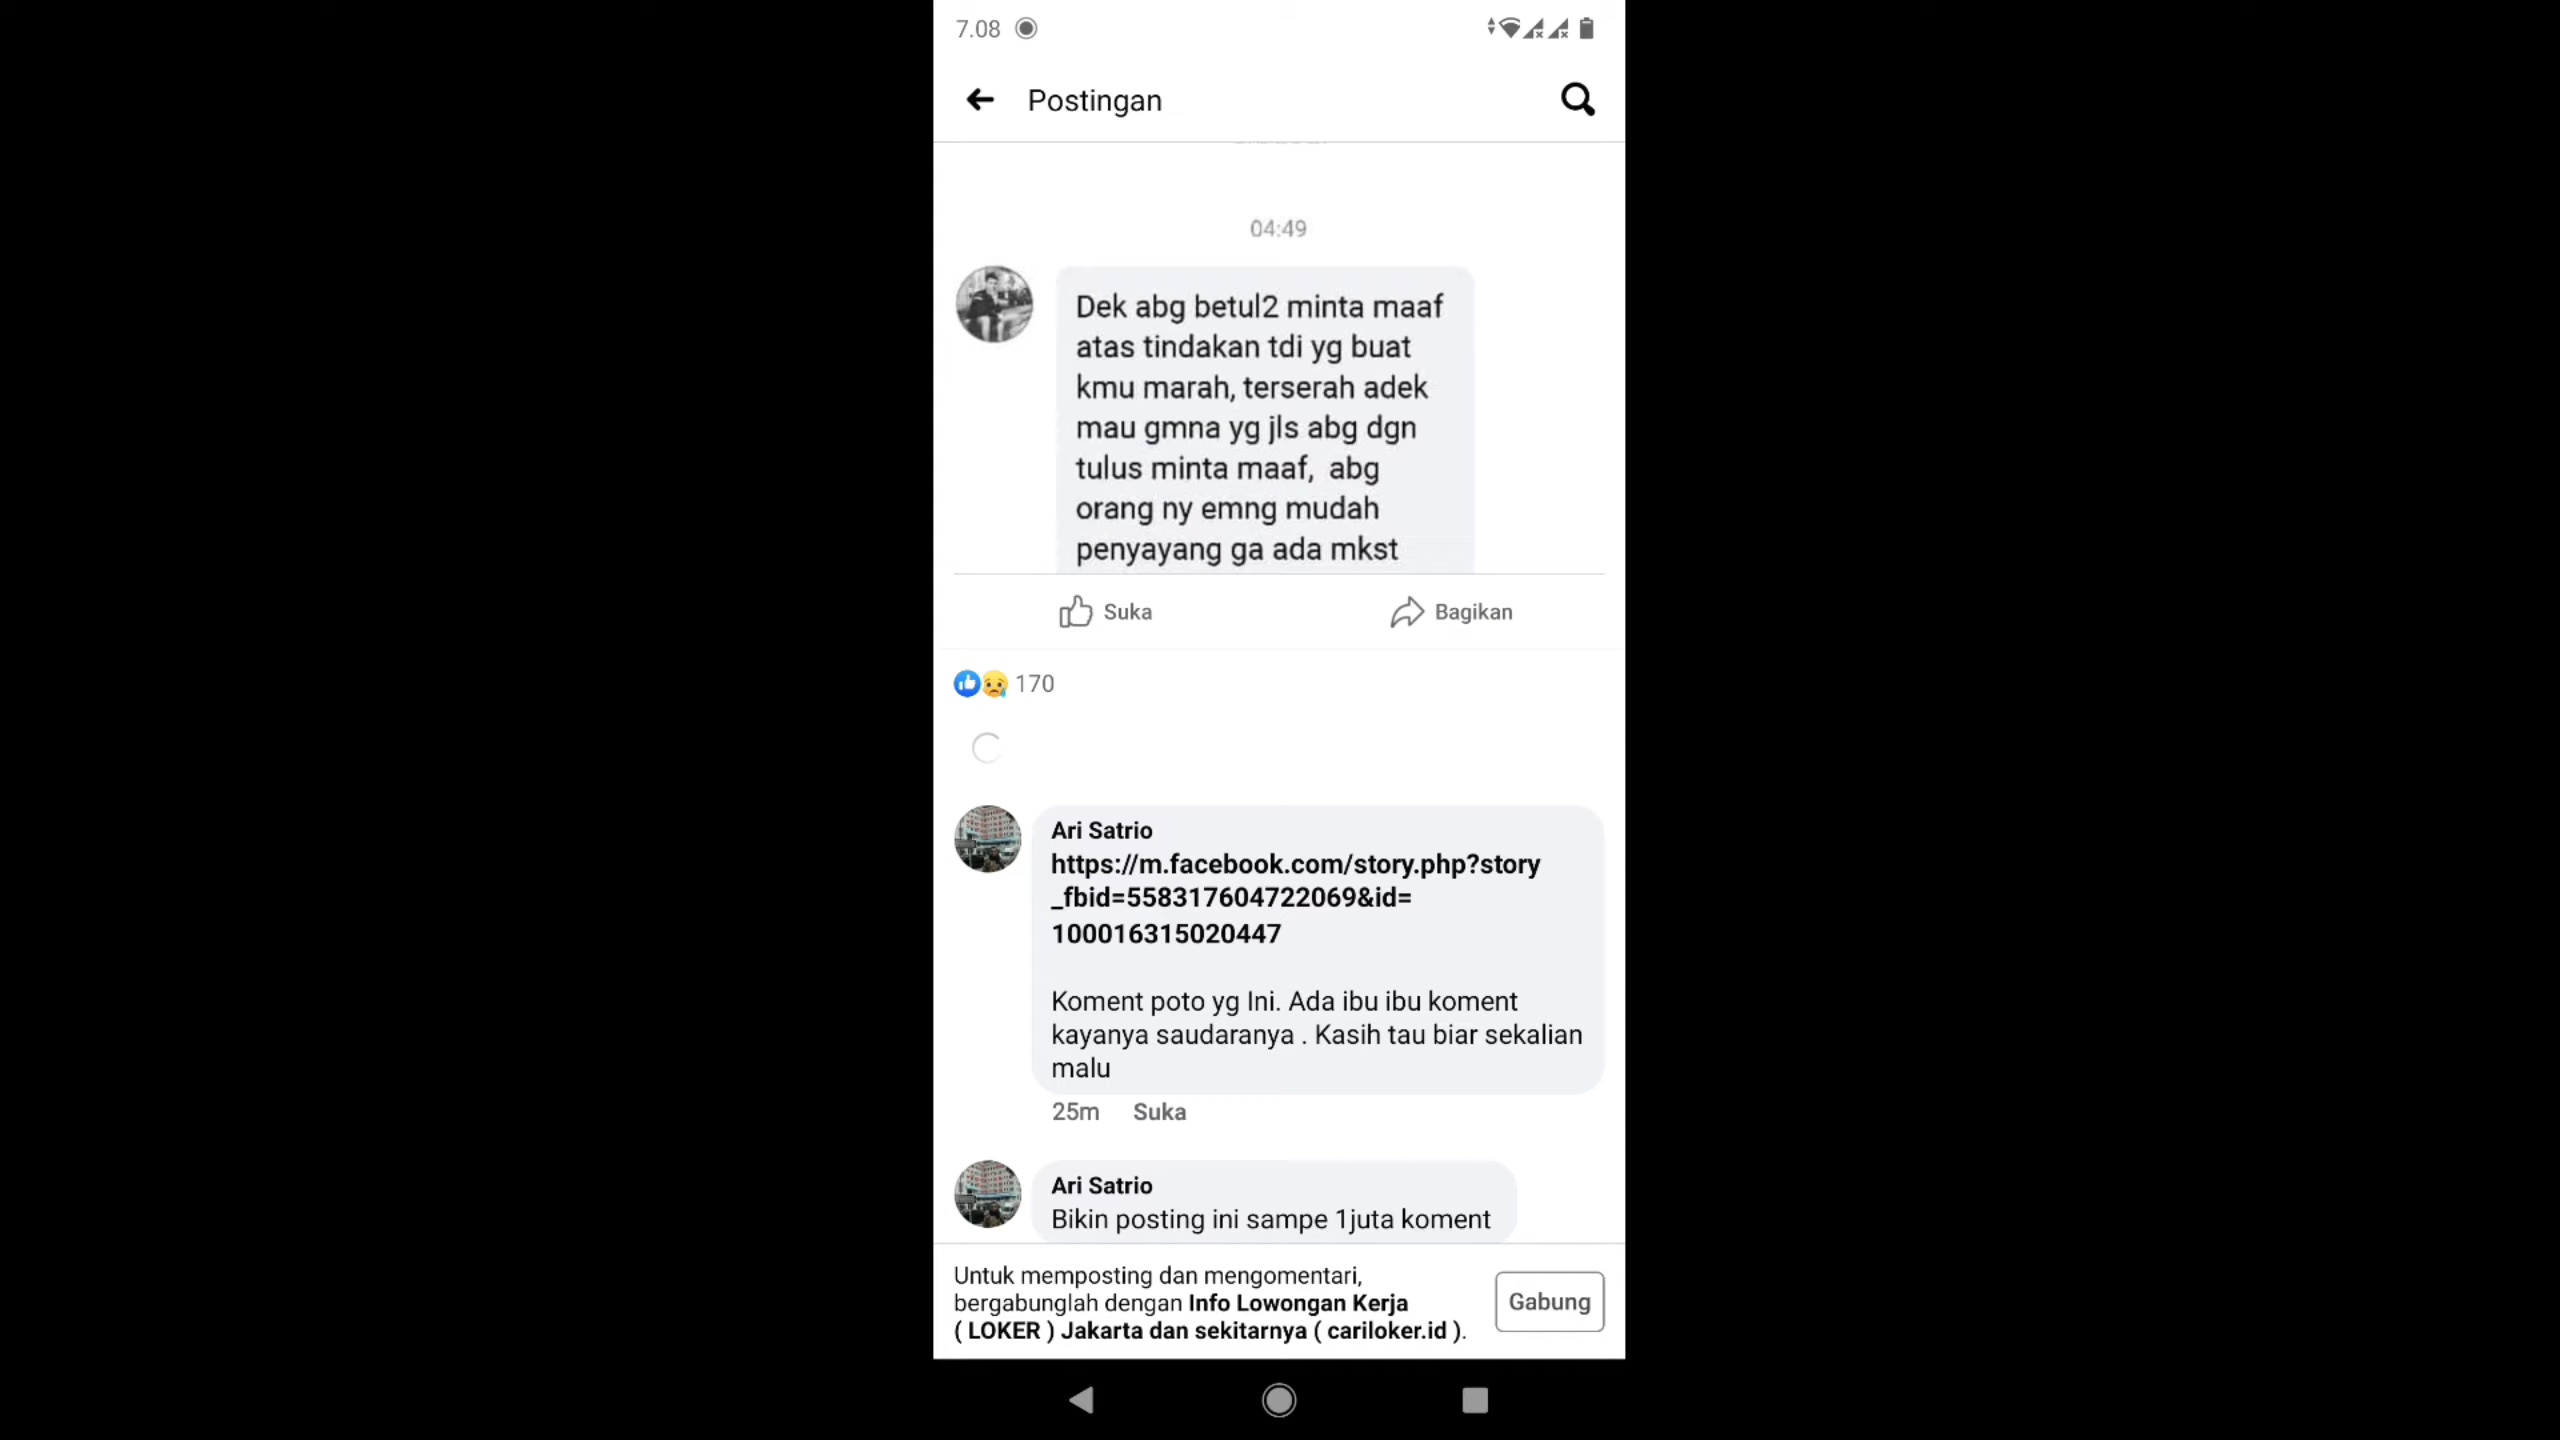 7.08
Postingan
04:49
Dek abg betul2 minta maaf
atas tindakan tdi yg buat
kmu marah, terserah adek
mau gmna yg jls abg dgn
tulus minta maaf,  abg
orang ny emng mudah
penyayang ga ada mkst
Suka
Bagikan
170
Ari Satrio
https://m.facebook.com/story.php?story
_fbid=558317604722069&id=
100016315020447
Koment poto yg Ini. Ada ibu ibu koment
kayanya saudaranya . Kasih tau biar sekalian
malu
25m Suka
Ari Satrio
Bikin posting ini sampe 1juta koment
Untuk memposting dan mengomentari,
bergabunglah dengan Info Lowongan Kerja
( LOKER ) Jakarta dan sekitarnya ( cariloker.id ).
Gabung